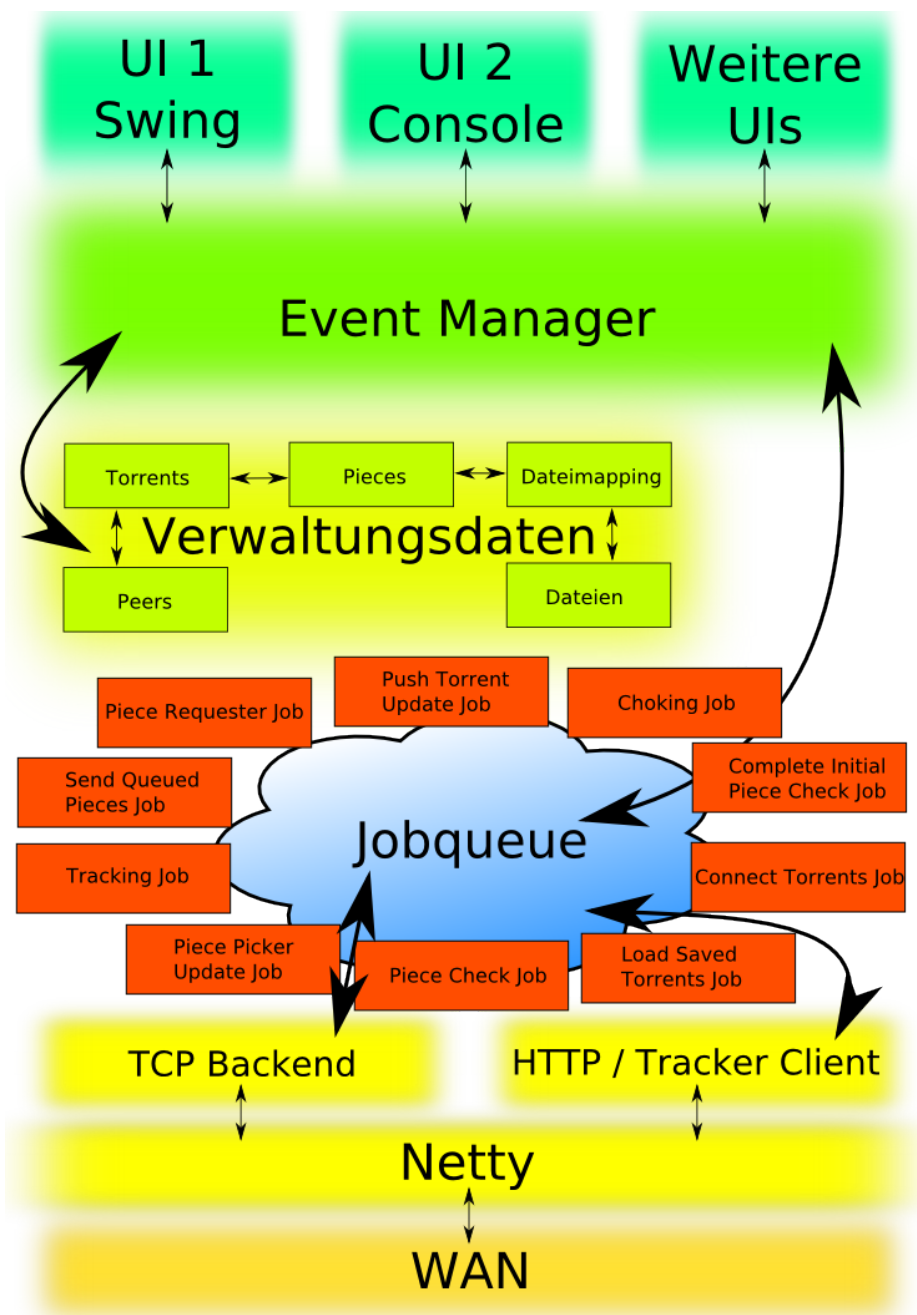 UI 1
Swing
UI 2
Console
Weitere
UIs
Event Manager
Torrents
Pieces
Dateimapping
Verwaltungsdaten
Peers
Dateien
Push Torrent
Update Job
Choking Job
Piece Requester Job
Complete Initial
Piece Check Job
Send Queued
Pieces Job
Jobqueue
Tracking Job
Connect Torrents Job
Piece Picker
Update Job
Piece Check Job
Load Saved
Torrents Job
TCP Backend
HTTP / Tracker Client
Netty
WAN